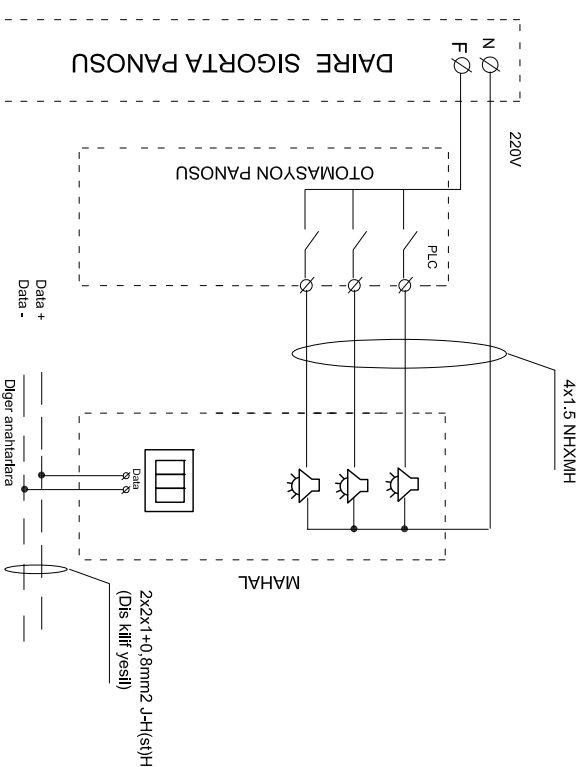 DAIRE SIGORTA PANOSU
N
F
220V
OTOMASYON PANOSU
PLC
4x1.5 NHXMH
Data +
Data -
Diger anahtarlara
Data
MAHAL
2x2x1+0,8mm2 J-H(st)H
(Dis kilif yesil)